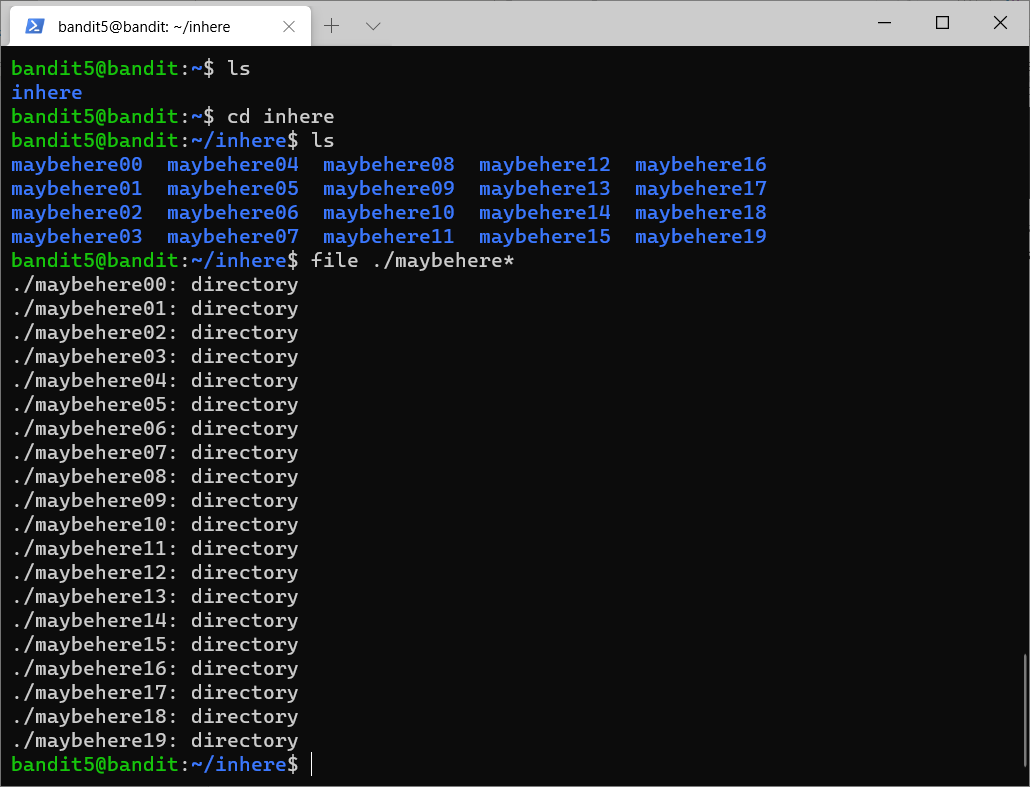 bandit5@bandit: ~/inhere
bandit5@bandit:~$ ls
inhere
bandit5@bandit:~$ cd inhere
bandit5@bandit:~/inhere$ ls
maybehere00  maybehere04  maybehere08  maybehere12  maybehere16
maybehere01  maybehere05  maybehere09  maybehere13  maybehere17
maybehere02  maybehere06  maybehere10  maybehere14  maybehere18
maybehere03  maybehere07  maybehere11  maybehere15  maybehere19
bandit5@bandit:~/inhere$ file ./maybehere*
./maybehere00: directory
./maybehere01: directory
./maybehere02: directory
./maybehere03: directory
./maybehere04: directory
./maybehere05: directory
./maybehere06: directory
./maybehere07: directory
./maybehere08: directory
./maybehere09: directory
./maybehere10: directory
./maybehere11: directory
./maybehere12: directory
./maybehere13: directory
./maybehere14: directory
./maybehere15: directory
./maybehere16: directory
./maybehere17: directory
./maybehere18: directory
./maybehere19: directory
bandit5@bandit:~/inhere$